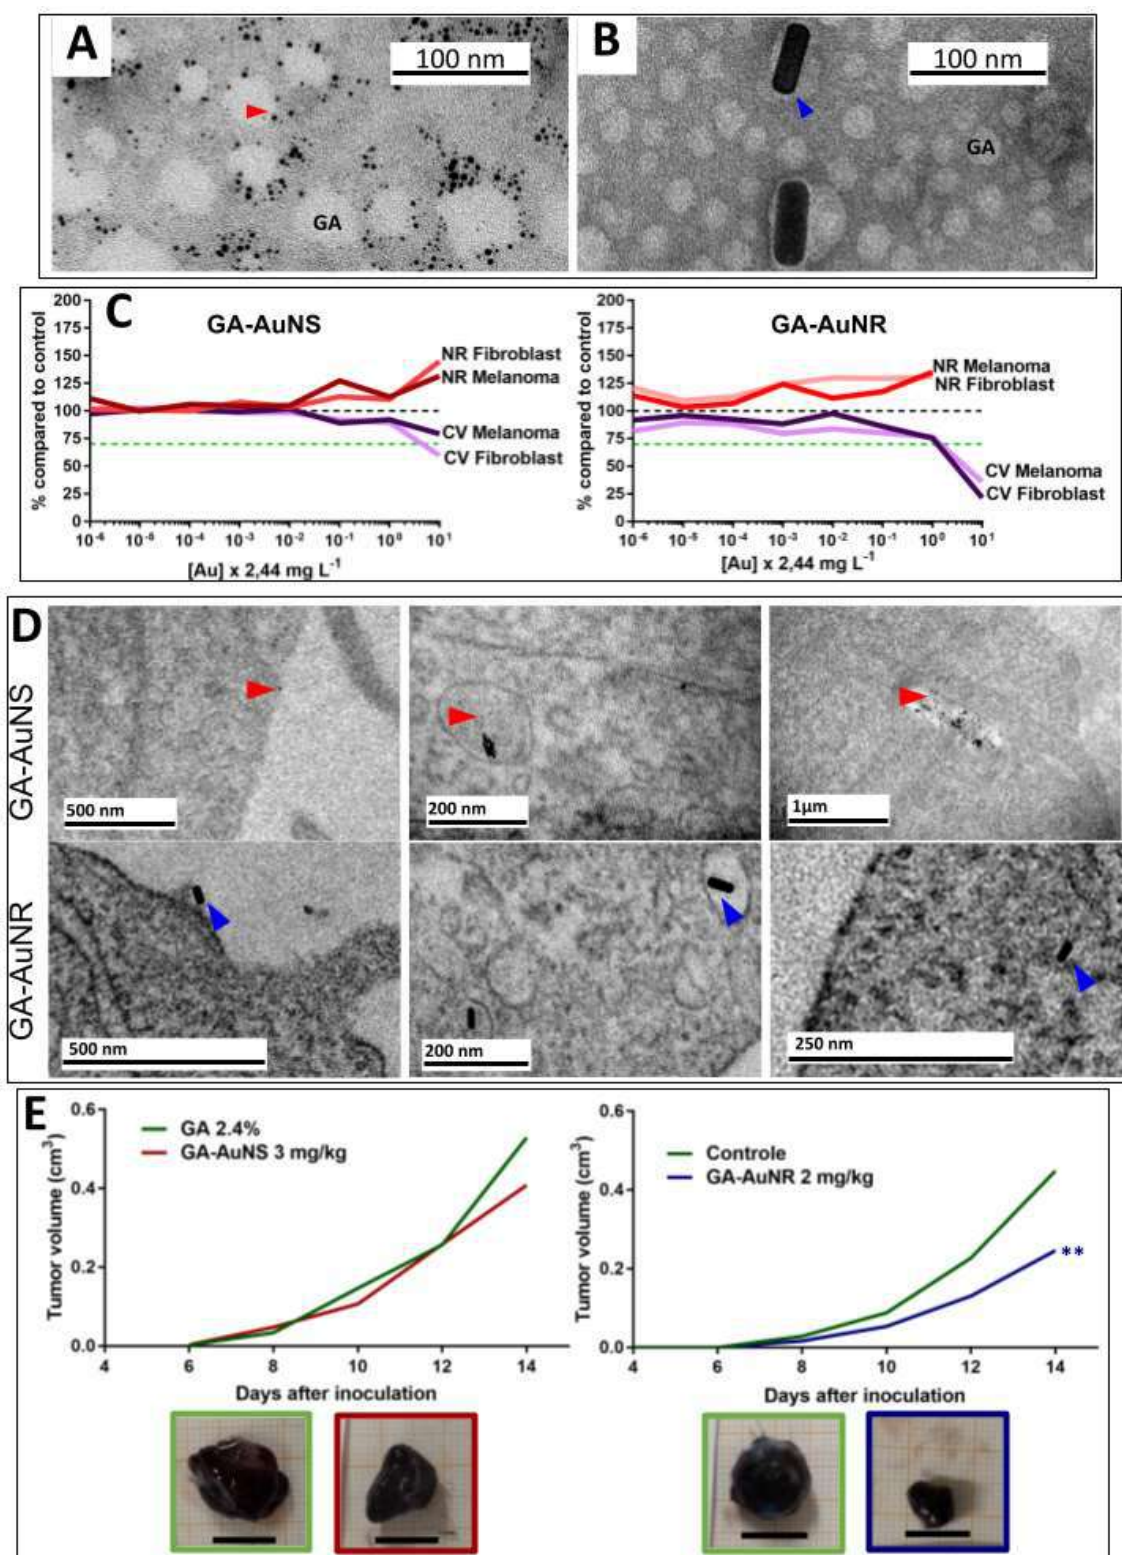 A
100 nm
GA
B
100 nm
GA
C
GA-AuNS
% compared to control
200
175
150
125
100
75
50
25
0
NR Fibroblast
NR Melanoma
CV Melanoma
CV Fibroblast
10-6 10-5 10-4 10-3 10-2 10-1 100 101
[Au] x 2,44 mg L-1
GA-AuNR
% compared to control
200
175
150
125
100
75
50
25
0
NR Melanoma
NR Fibroblast
CV Melanoma
CV Fibroblast
10-6 10-5 10-4 10-3 10-2 10-1 100 101
[Au] x 2,44 mg L-1
D
GA-AuNS
500 nm
200 nm
1µm
GA-AuNR
500 nm
200 nm
250 nm
E
Tumor volume (cm3)
0.6
0.4
0.2
0.0
GA 2.4%
GA-AuNS 3 mg/kg
4 6 8 10 12 14
Days after inoculation
Tumor volume (cm3)
0.6
0.4
0.2
0.0
Controle
GA-AuNR 2 mg/kg
**
4 6 8 10 12 14
Days after inoculation